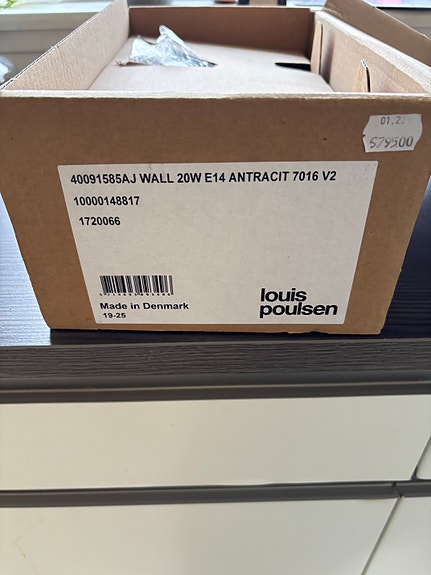 01.2
579500
40091585AJ WALL 20W E14 ANTRACIT 7016 V2
10000148817
1720066
Made in Denmark
19-25
louis
poulsen